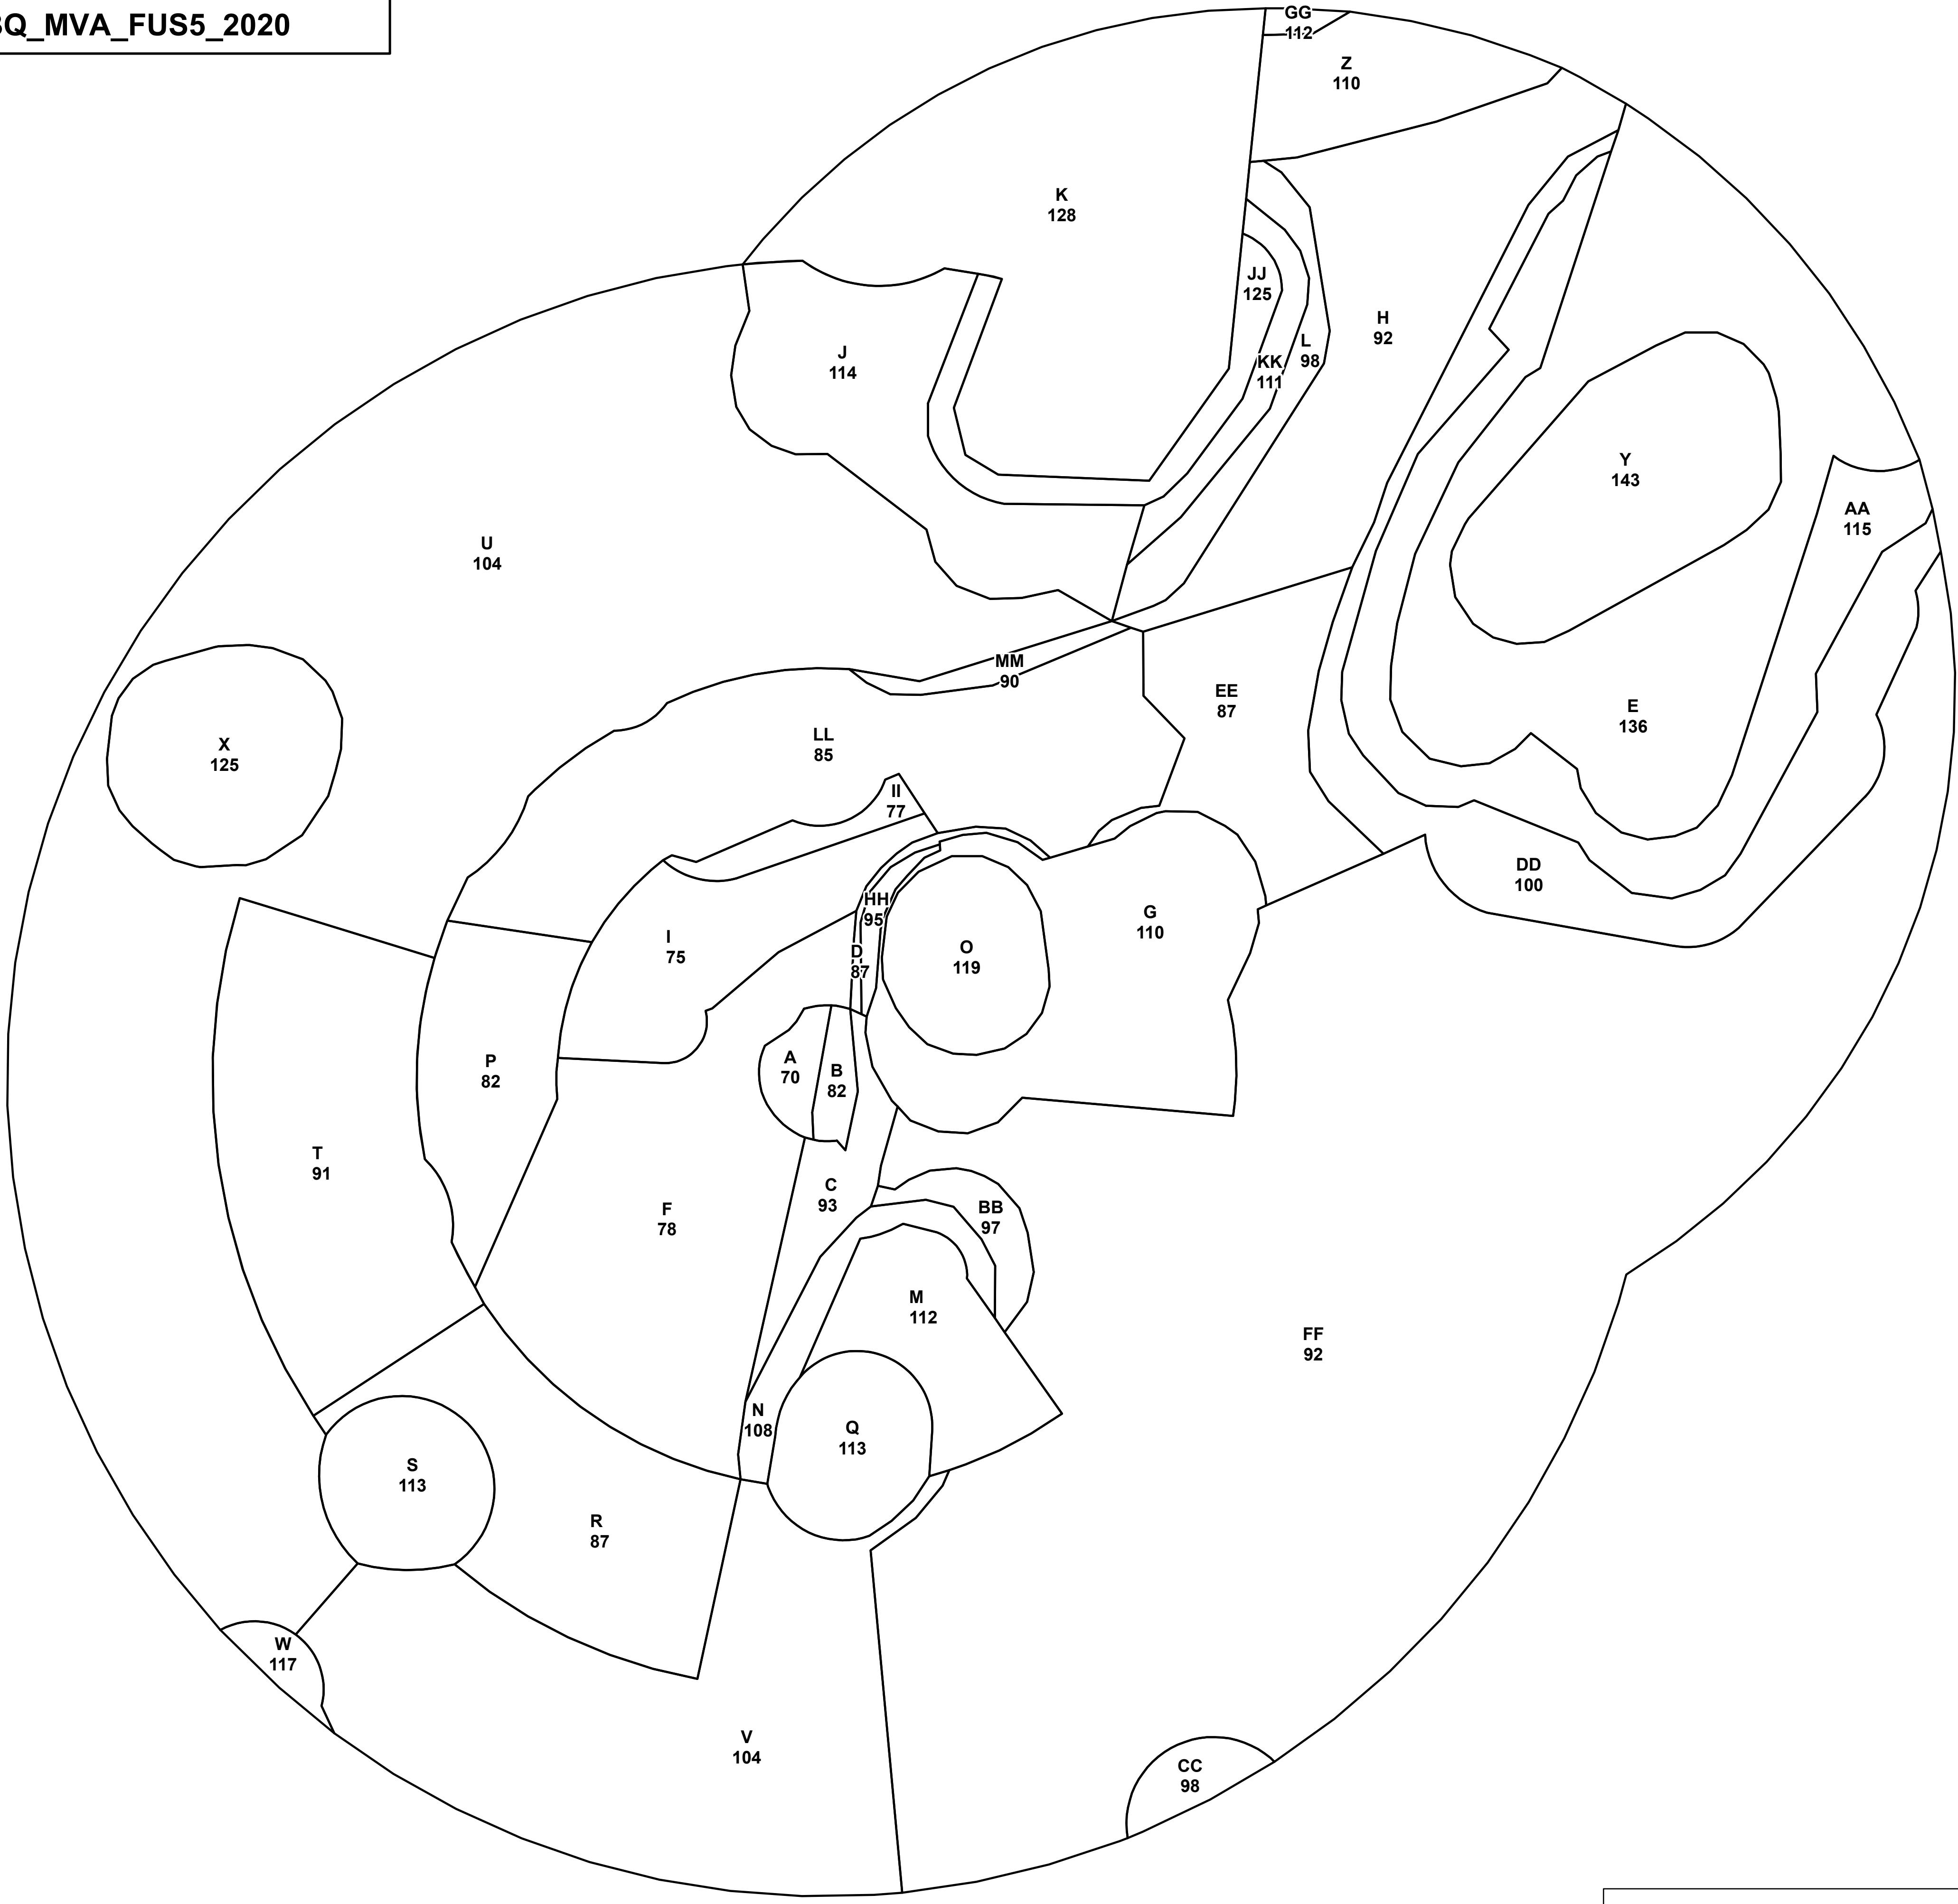 Q_MVA_FUS5_2020
GG
112
Z
110
K
128
JJ
125
H
92
L
98
J
114
KK
111
Y
143
AA
115
U
104
MM
90
EE
87
E
136
X
125
LL
85
II
77
DD
100
HH
95
G
110
I
75
O
119
D
87
P
82
A
70
B
82
T
91
C
93
F
78
BB
97
M
112
FF
92
N
108
Q
113
S
113
R
87
W
117
V
104
CC
98